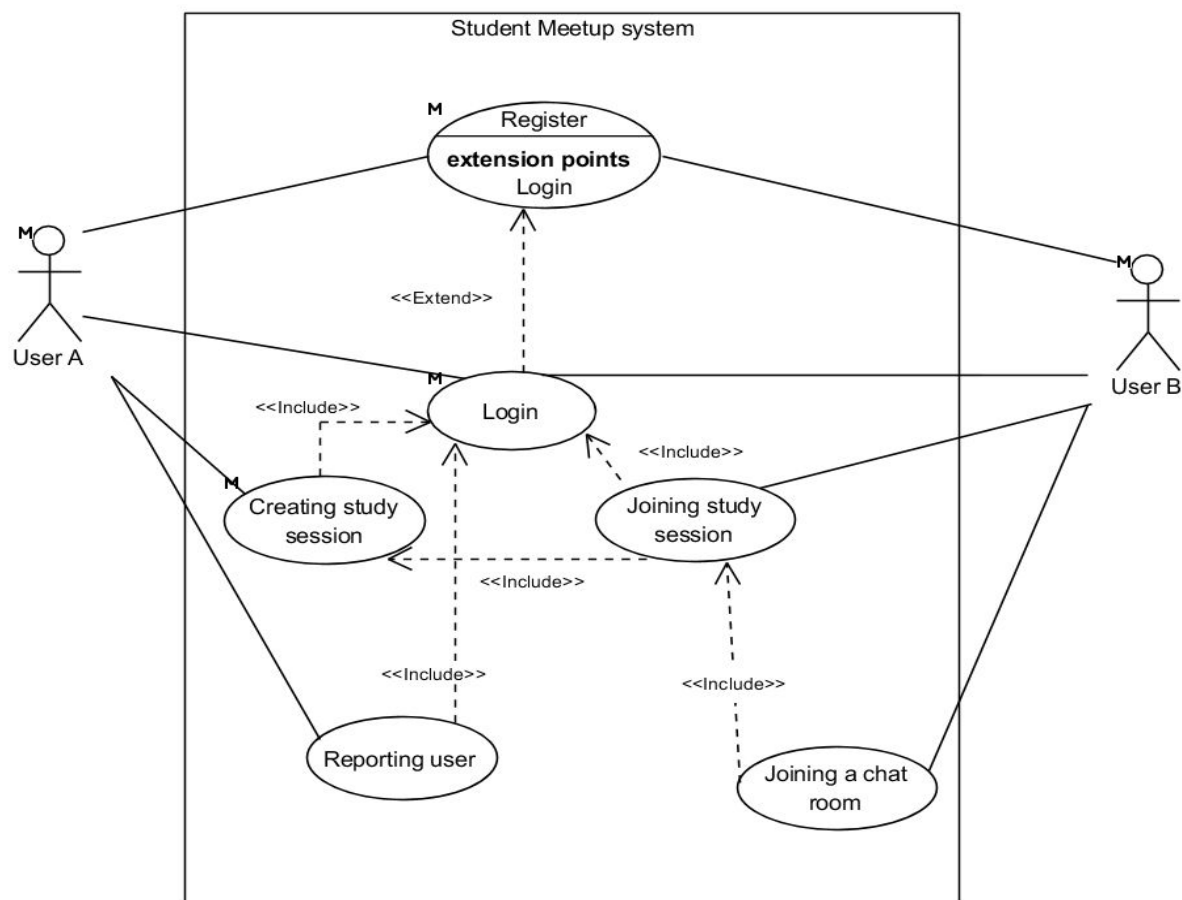 Student Meetup system
M
Register
extension points
Login
M
User A
M
User B
<<Extend>>
M
Login
<<Include>>
<<Include>>
M
Creating study
session
Joining study
session
<<Include>>
<<Include>>
<<Include>>
Reporting user
Joining a chat
room